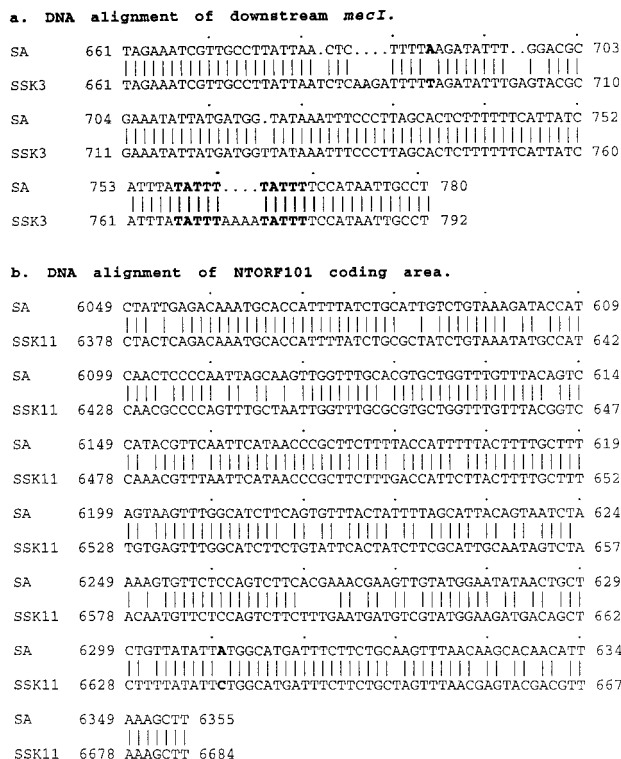 a. DNA alignment of downstream mecI.
SA 661 TAGAAATCGTTGCCTTATTAA.CTC....TTTTAAGATATTT..GGACGC 703
SSK3 661 TAGAAATCGTTGCCTTATTAATCTCAAGATTTTTAGATATTTGAGTACGC 710
SA 704 GAAATATTATGATGG.TATAAATTTCCCTTAGCACTCTTTTTTCATTATC 752
SSK3 711 GAAATATTATGATGGTTATAAATTTCCCTTAGCACTCTTTTTTCATTATC 760
SA 753 ATTTATATTT....TATTTTCCATAATTGCCT 780
SSK3 761 ATTTATATTTAAAATATTTTCCATAATTGCCT 792
b. DNA alignment of NTORF101 coding area.
SA 6049 CTATTGAGACAAATGCACCATTTTATCTGCATTGTCTGTAAAGATACCAT 609
SSK11 6378 CTACTCAGACAAATGCACCATTTTATCTGCGCTATCTGTAAATATGCCAT 642
SA 6099 CAACTCCCCAATTAGCAAGTTGGTTTGCACGTGCTGGTTTGTTTACAGTC 614
SSK11 6428 CAACGCCCCAGTTTGCTAATTGGTTTGCGCGTGCTGGTTTGTTTACGGTC 647
SA 6149 CATACGTTCAATTCATAACCCGCTTCTTTTACCATTTTTACTTTTGCTTT 619
SSK11 6478 CAAACGTTTAATTCATAACCCGCTTCTTTGACCATTCTTACTTTTGCTTT 652
SA 6199 AGTAAGTTTGGCATCTTCAGTGTTTACTATTTTAGCATTACAGTAATCTA 624
SSK11 6528 TGTGAGTTTGGCATCTTCTGTATTCACTATCTTCGCATTGCAATAGTCTA 657
SA 6249 AAAGTGTTCTCCAGTCTTCACGAAACGAAGTTGTATGGAATATAACTGCT 629
SSK11 6578 ACAATGTTCTCCAGTCTTCTTTGAATGATGTCGTATGGAAGATGACAGCT 662
SA 6299 CTGTTATATTATGGCATGATTTCTTCTGCAAGTTTAACAAGCACAACATT 634
SSK11 6628 CTTTTATATTCTGGCATGATTTCTTCTGCTAGTTTAACGAGTACGACGTT 667
SA 6349 AAAGCTT 6355
SSK11 6678 AAAGCTT 6684